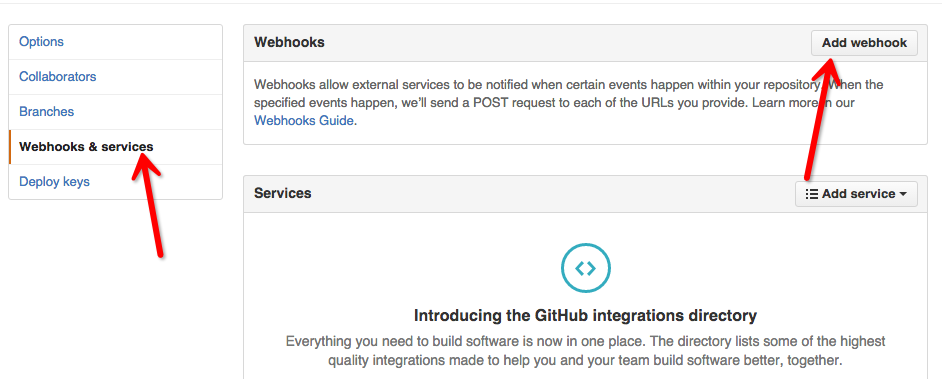 Options
Collaborators
Branches
Webhooks & services
Deploy keys
Webhooks
Add webhook
Webhooks allow external services to be notified when certain events happen within your repository. When the
specified events happen, we'll send a POST request to each of the URLs you provide. Learn more in our
Webhooks Guide.
Services
Add service
Introducing the GitHub integrations directory
Everything you need to build software is now in one place. The directory lists some of the highest
quality integrations made to help you and your team build software better, together.